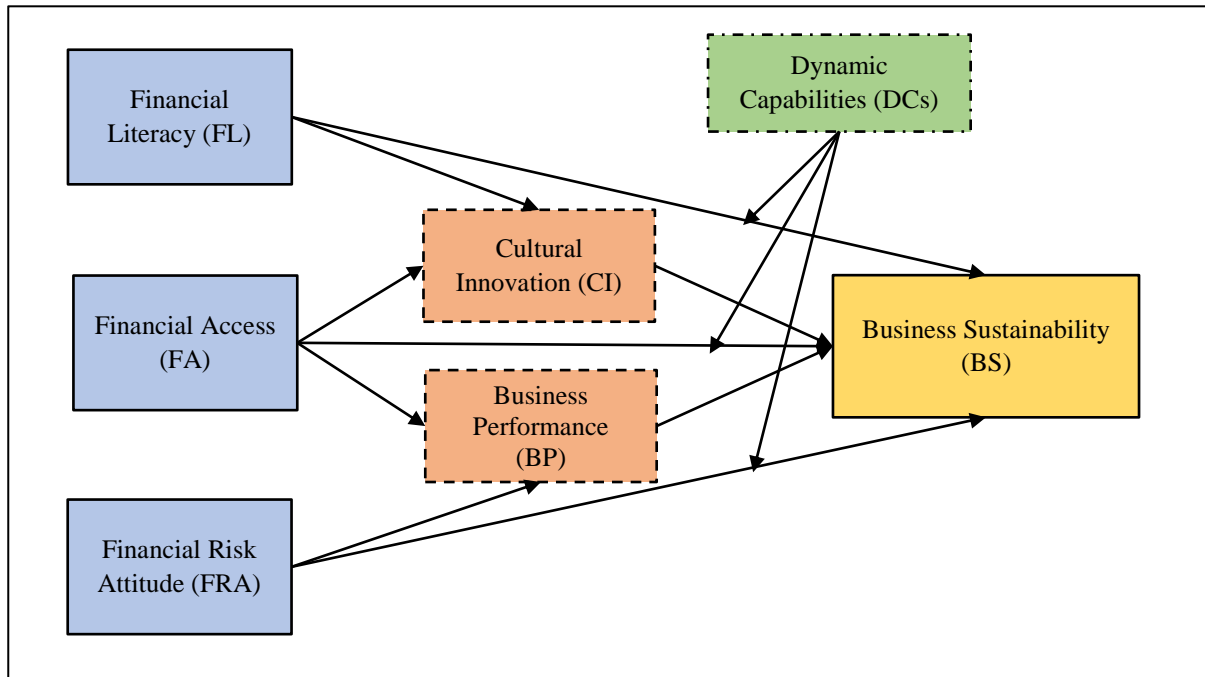 Financial
Literacy (FL)
Dynamic
Capabilities (DCs)
Cultural
Innovation (CI)
Financial Access
(FA)
Business Sustainability
(BS)
Business
Performance
(BP)
Financial Risk
Attitude (FRA)